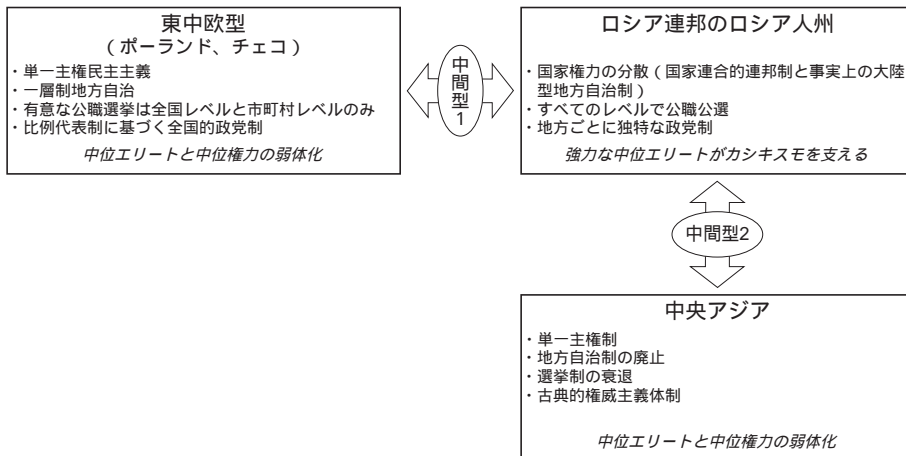 東中欧型
(ポーランド、チェコ)
・単一主権民主主義
・一層制地方自治
・有意な公職選挙は全国レベルと市町村レベルのみ
・比例代表制に基づく全国的政党制
中位エリートと中位権力の弱体化
中間型1
ロシア連邦のロシア人州
・国家権力の分散(国家連合的連邦制と事実上の大陸
型地方自治制)
・すべてのレベルで公職公選
・地方ごとに独特な政党制
強力な中位エリートがカシキスモを支える
中間型2
中央アジア
・単一主権制
・地方自治制の廃止
・選挙制の衰退
・古典的権威主義体制
中位エリートと中位権力の弱体化